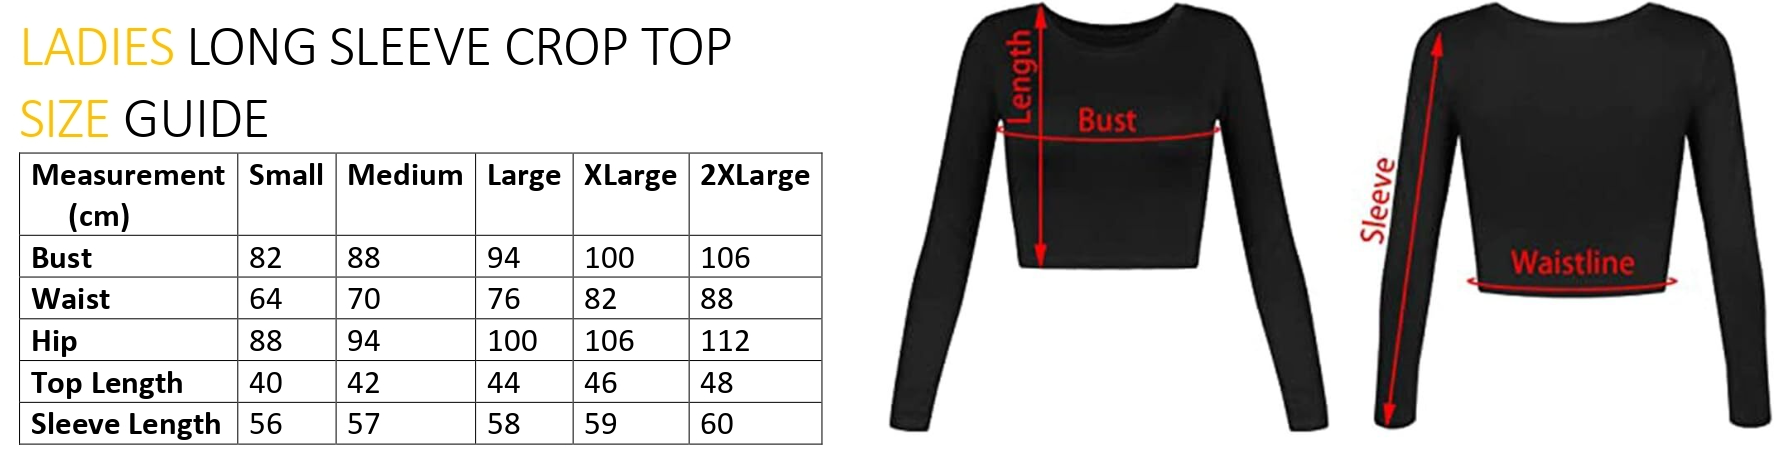 LADIES LONG SLEEVE CROP TOP
SIZE GUIDE
Measurement (cm) Small Medium Large XLarge 2XLarge
Bust 82 88 94 100 106
Waist 64 70 76 82 88
Hip 88 94 100 106 112
Top Length 40 42 44 46 48
Sleeve Length 56 57 58 59 60
Length
Bust
Sleeve
Waistline